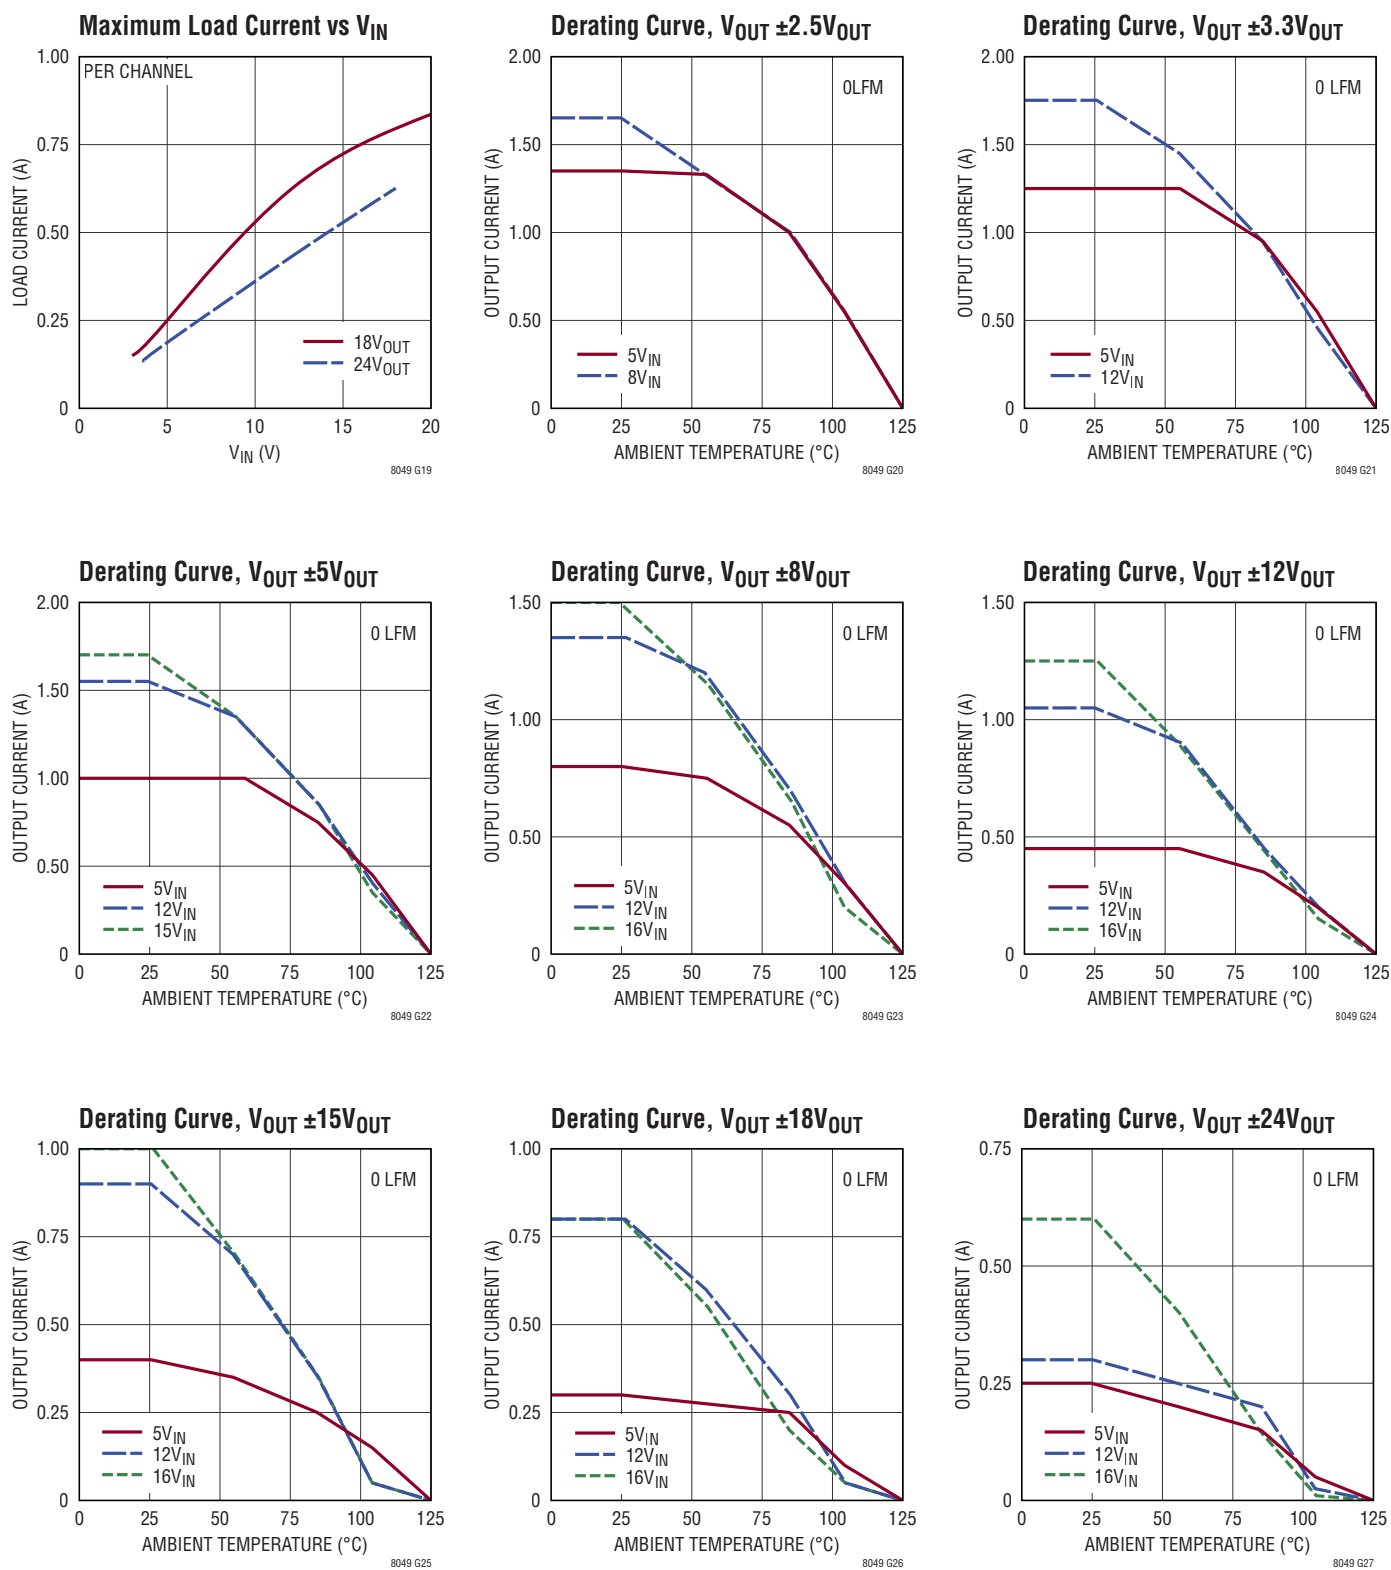 Maximum Load Current vs VIN
1.00
0.75
0.50
0.25
0
LOAD CURRENT (A)
PER CHANNEL
18VOUT
24VOUT
0 5 10 15 20
VIN (V)
8049 G19
Derating Curve, VOUT ±2.5VOUT
2.00
1.50
1.00
0.50
0
OUTPUT CURRENT (A)
0LFM
5VIN
8VIN
0 25 50 75 100 125
AMBIENT TEMPERATURE (°C)
8049 G20
Derating Curve, VOUT ±3.3VOUT
2.00
1.50
1.00
0.50
0
OUTPUT CURRENT (A)
0 LFM
5VIN
12VIN
0 25 50 75 100 125
AMBIENT TEMPERATURE (°C)
8049 G21
Derating Curve, VOUT ±5VOUT
2.00
1.50
1.00
0.50
0
OUTPUT CURRENT (A)
0 LFM
5VIN
12VIN
15VIN
0 25 50 75 100 125
AMBIENT TEMPERATURE (°C)
8049 G22
Derating Curve, VOUT ±8VOUT
1.50
1.00
0.50
0
OUTPUT CURRENT (A)
0 LFM
5VIN
12VIN
16VIN
0 25 50 75 100 125
AMBIENT TEMPERATURE (°C)
8049 G23
Derating Curve, VOUT ±12VOUT
1.50
1.00
0.50
0
OUTPUT CURRENT (A)
0 LFM
5VIN
12VIN
16VIN
0 25 50 75 100 125
AMBIENT TEMPERATURE (°C)
8049 G24
Derating Curve, VOUT ±15VOUT
1.00
0.75
0.50
0.25
0
OUTPUT CURRENT (A)
0 LFM
5VIN
12VIN
16VIN
0 25 50 75 100 125
AMBIENT TEMPERATURE (°C)
8049 G25
Derating Curve, VOUT ±18VOUT
1.00
0.75
0.50
0.25
0
OUTPUT CURRENT (A)
0 LFM
5VIN
12VIN
16VIN
0 25 50 75 100 125
AMBIENT TEMPERATURE (°C)
8049 G26
Derating Curve, VOUT ±24VOUT
0.75
0.50
0.25
0
OUTPUT CURRENT (A)
0 LFM
5VIN
12VIN
16VIN
0 25 50 75 100 125
AMBIENT TEMPERATURE (°C)
8049 G27